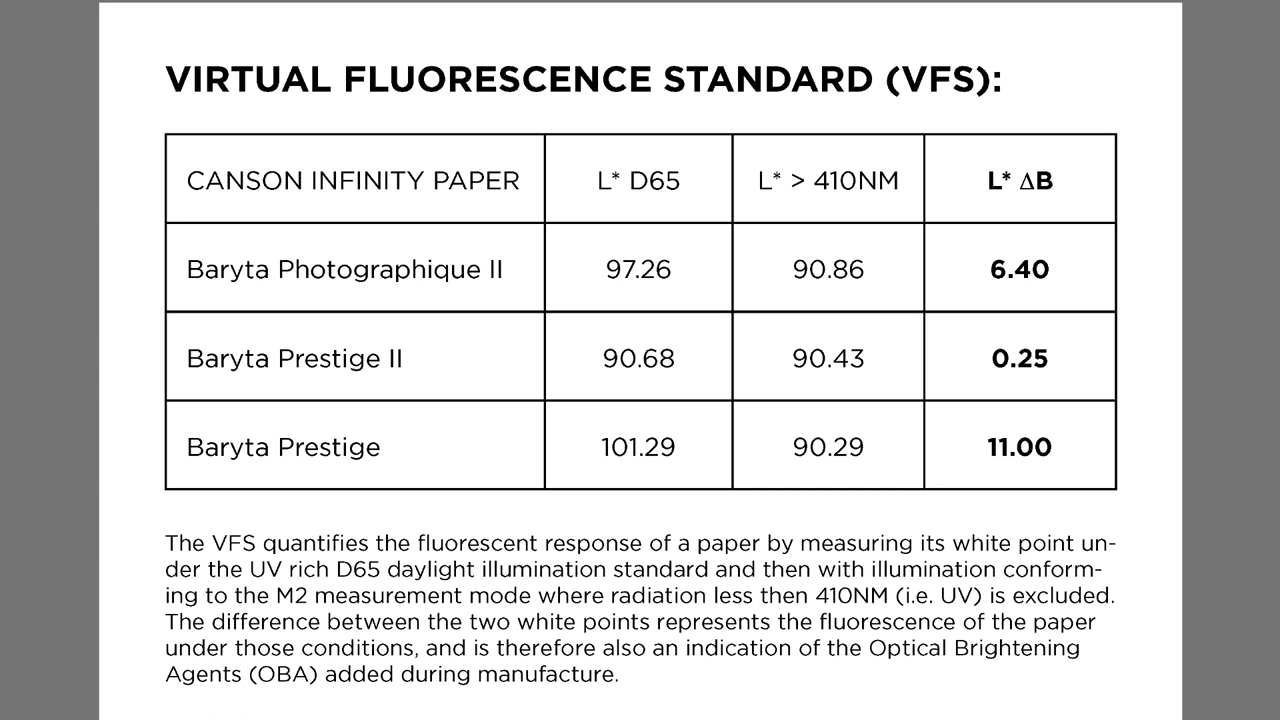 VIRTUAL FLUORESCENCE STANDARD (VFS):
CANSON INFINITY PAPER L* D65 L* > 410NM L* ∆B
Baryta Photographique II 97.26 90.86 6.40
Baryta Prestige II 90.68 90.43 0.25
Baryta Prestige 101.29 90.29 11.00
The VFS quantifies the fluorescent response of a paper by measuring its white point un-
der the UV rich D65 daylight illumination standard and then with illumination conform-
ing to the M2 measurement mode where radiation less then 410NM (i.e. UV) is excluded.
The difference between the two white points represents the fluorescence of the paper
under those conditions, and is therefore also an indication of the Optical Brightening
Agents (OBA) added during manufacture.